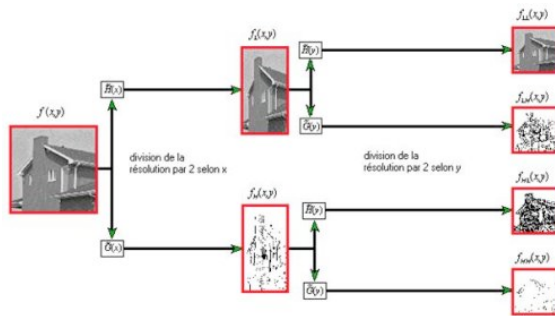 f(x,y)
H̃(x)
G̃(x)
division de la
résolution par 2 selon x
f_L(x,y)
f_H(x,y)
H̃(y)
G̃(y)
H̃(y)
G̃(y)
division de la
résolution par 2 selon y
f_LL(x,y)
f_LH(x,y)
f_HL(x,y)
f_HH(x,y)